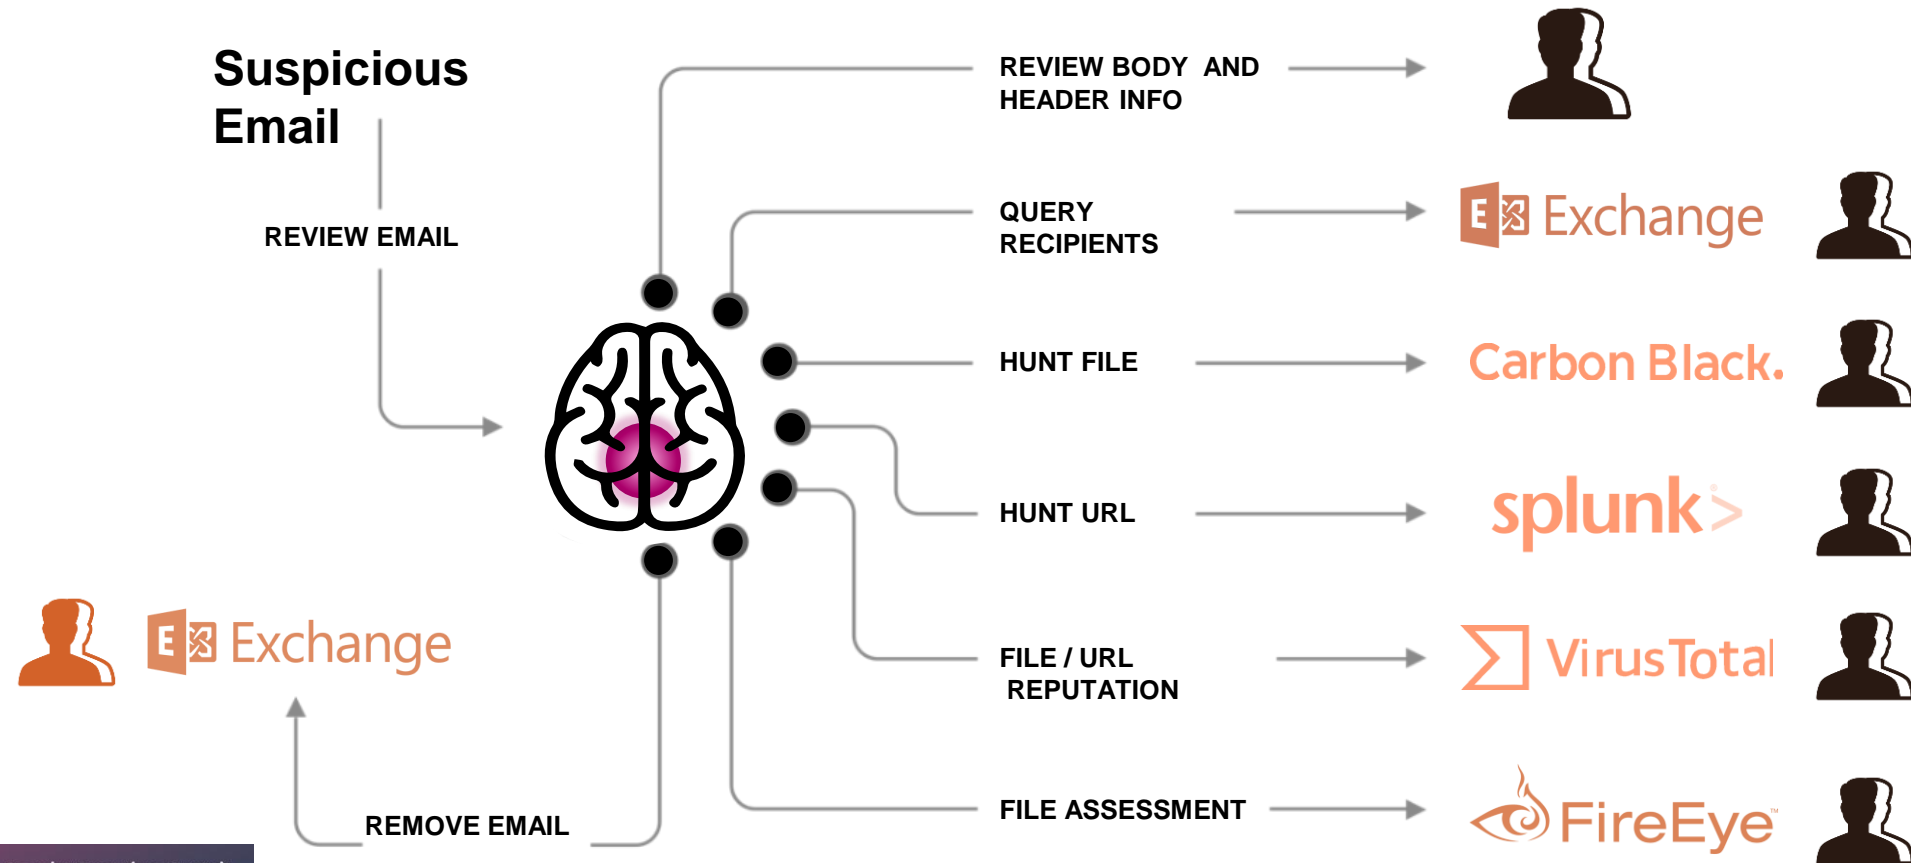 Suspicious
Email
REVIEW EMAIL
REVIEW BODY AND
HEADER INFO
QUERY
RECIPIENTS
E Exchange
HUNT FILE
Carbon Black.
HUNT URL
splunk>
FILE / URL
REPUTATION
VirusTotal
FILE ASSESSMENT
FireEye™
E Exchange
REMOVE EMAIL